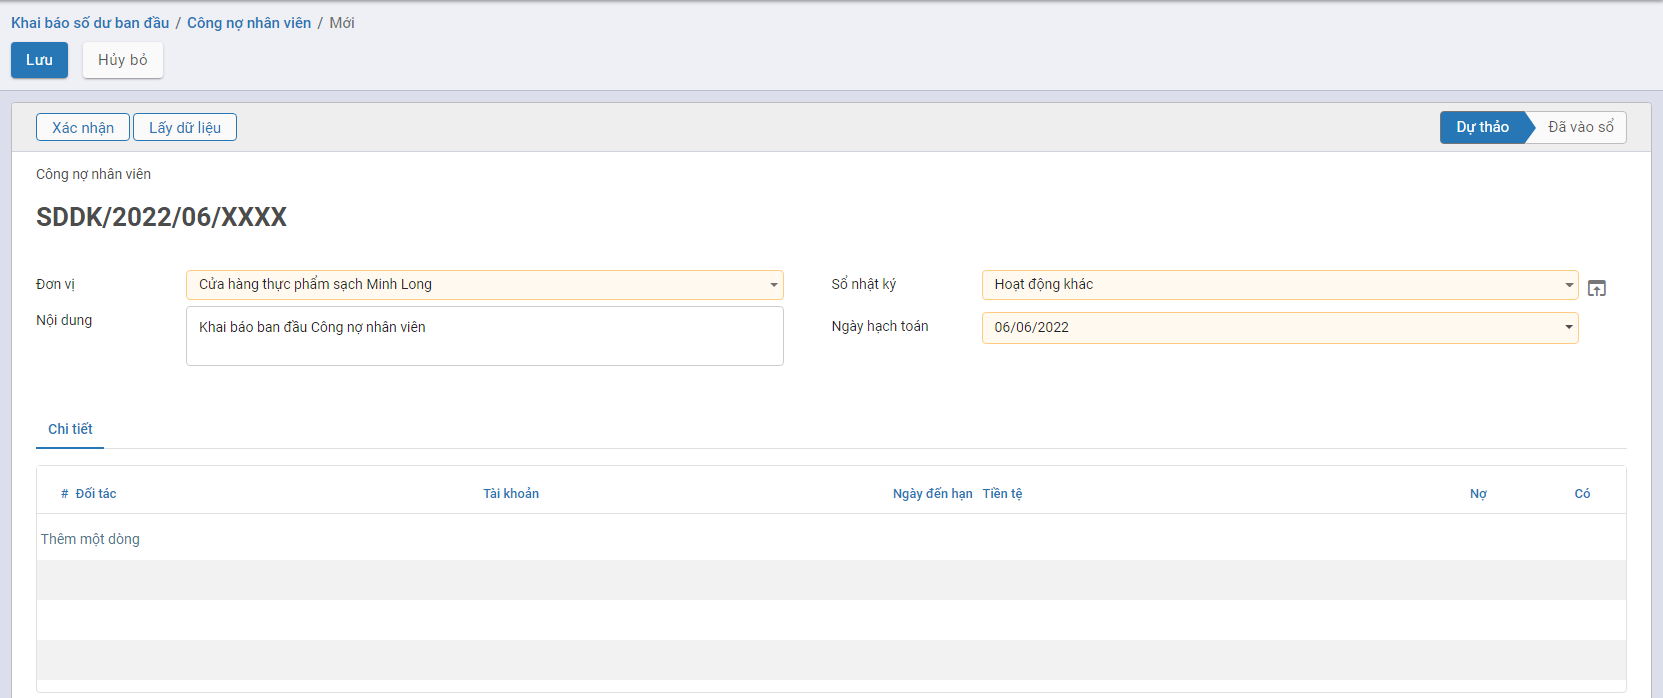 Khai báo số dư ban đầu / Công nợ nhân viên / Mới
Lưu Hủy bỏ
Xác nhận Lấy dữ liệu Dự thảo Đã vào sổ
Công nợ nhân viên
SDDK/2022/06/XXXX
Đơn vị Cửa hàng thực phẩm sạch Minh Long Sổ nhật ký Hoạt động khác
Nội dung Khai báo ban đầu Công nợ nhân viên Ngày hạch toán 06/06/2022
Chi tiết
# Đối tác Tài khoản Ngày đến hạn Tiền tệ Nợ Có
Thêm một dòng